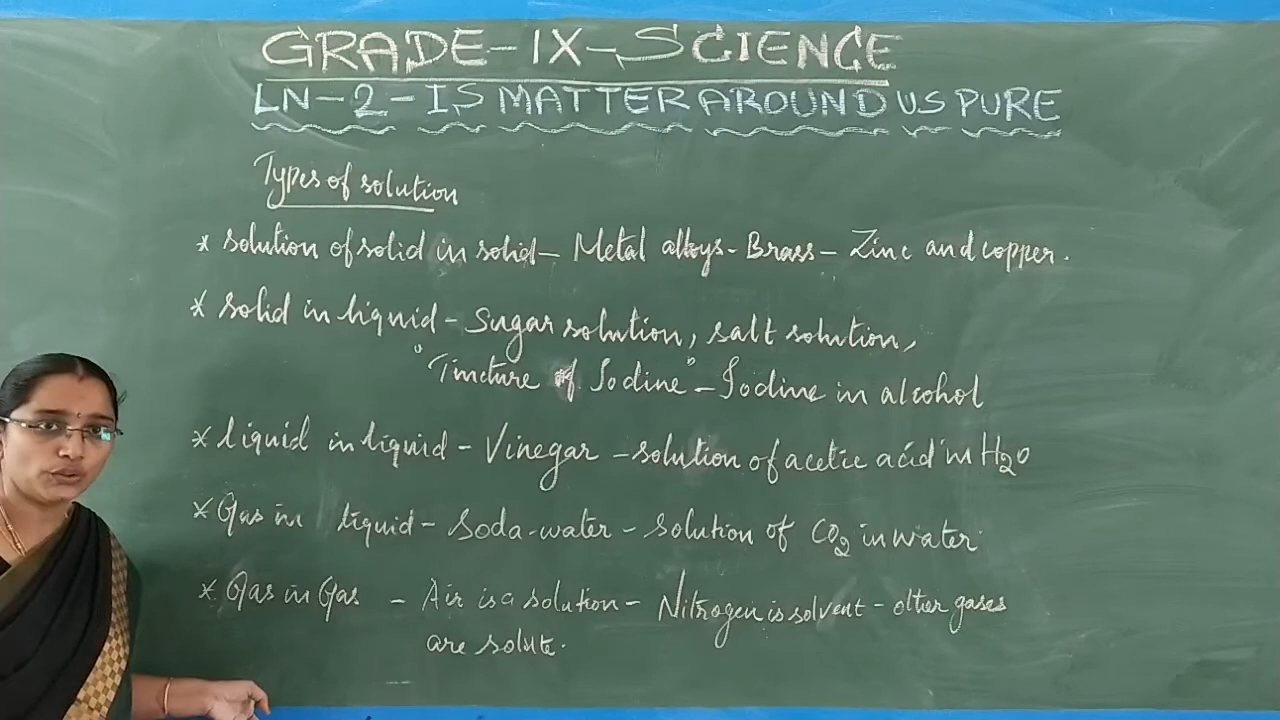 GRADE-IX-SCIENCE
LN-2-IS MATTER AROUND US PURE
Types of solution
* solution of solid in solid - Metal alloys - Brass - Zinc and copper.
* solid in liquid - Sugar solution, salt solution,
"Tincture of Iodine" - Iodine in alcohol
* liquid in liquid - Vinegar - solution of acetic acid in H₂O
* Gas in liquid - Soda-water - solution of CO₂ in water.
* Gas in Gas - Air is a solution - Nitrogen is solvent - other gases
are solute.